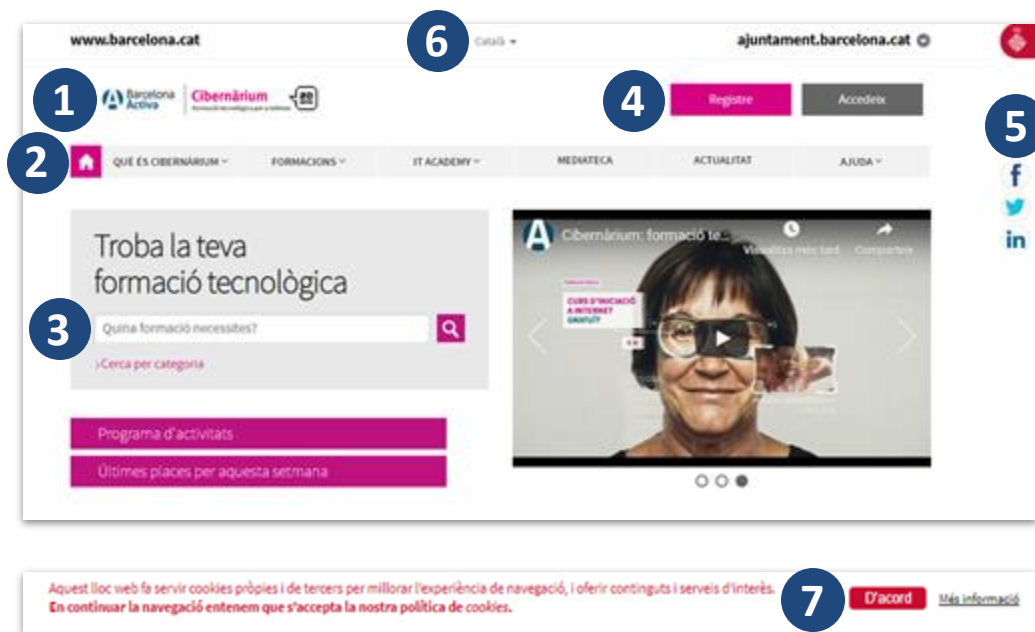 www.barcelona.cat
6
Català
ajuntament.barcelona.cat
1
Barcelona
Activa
Cibernàrium
4
Registre
Accedeix
5
2
QUÈ ÉS CIBERNÀRIUM
FORMACIONS
IT ACADEMY
MEDIATECA
ACTUALITAT
AJUDA
f
in
Troba la teva
formació tecnològica
3
Quina formació necessites?
›Cerca per categoria
Programa d'activitats
Últimes places per aquesta setmana
A
Cibernàrium: formació te...
Visualitza més tard
Comparteix
CURS D'INICIACIÓ
A INTERNET
GRATUÏT
Aquest lloc web fa servir cookies pròpies i de tercers per millorar l'experiència de navegació, i oferir continguts i serveis d'interès.
En continuar la navegació entenem que s'accepta la nostra política de cookies.
7
D'acord
Més informació